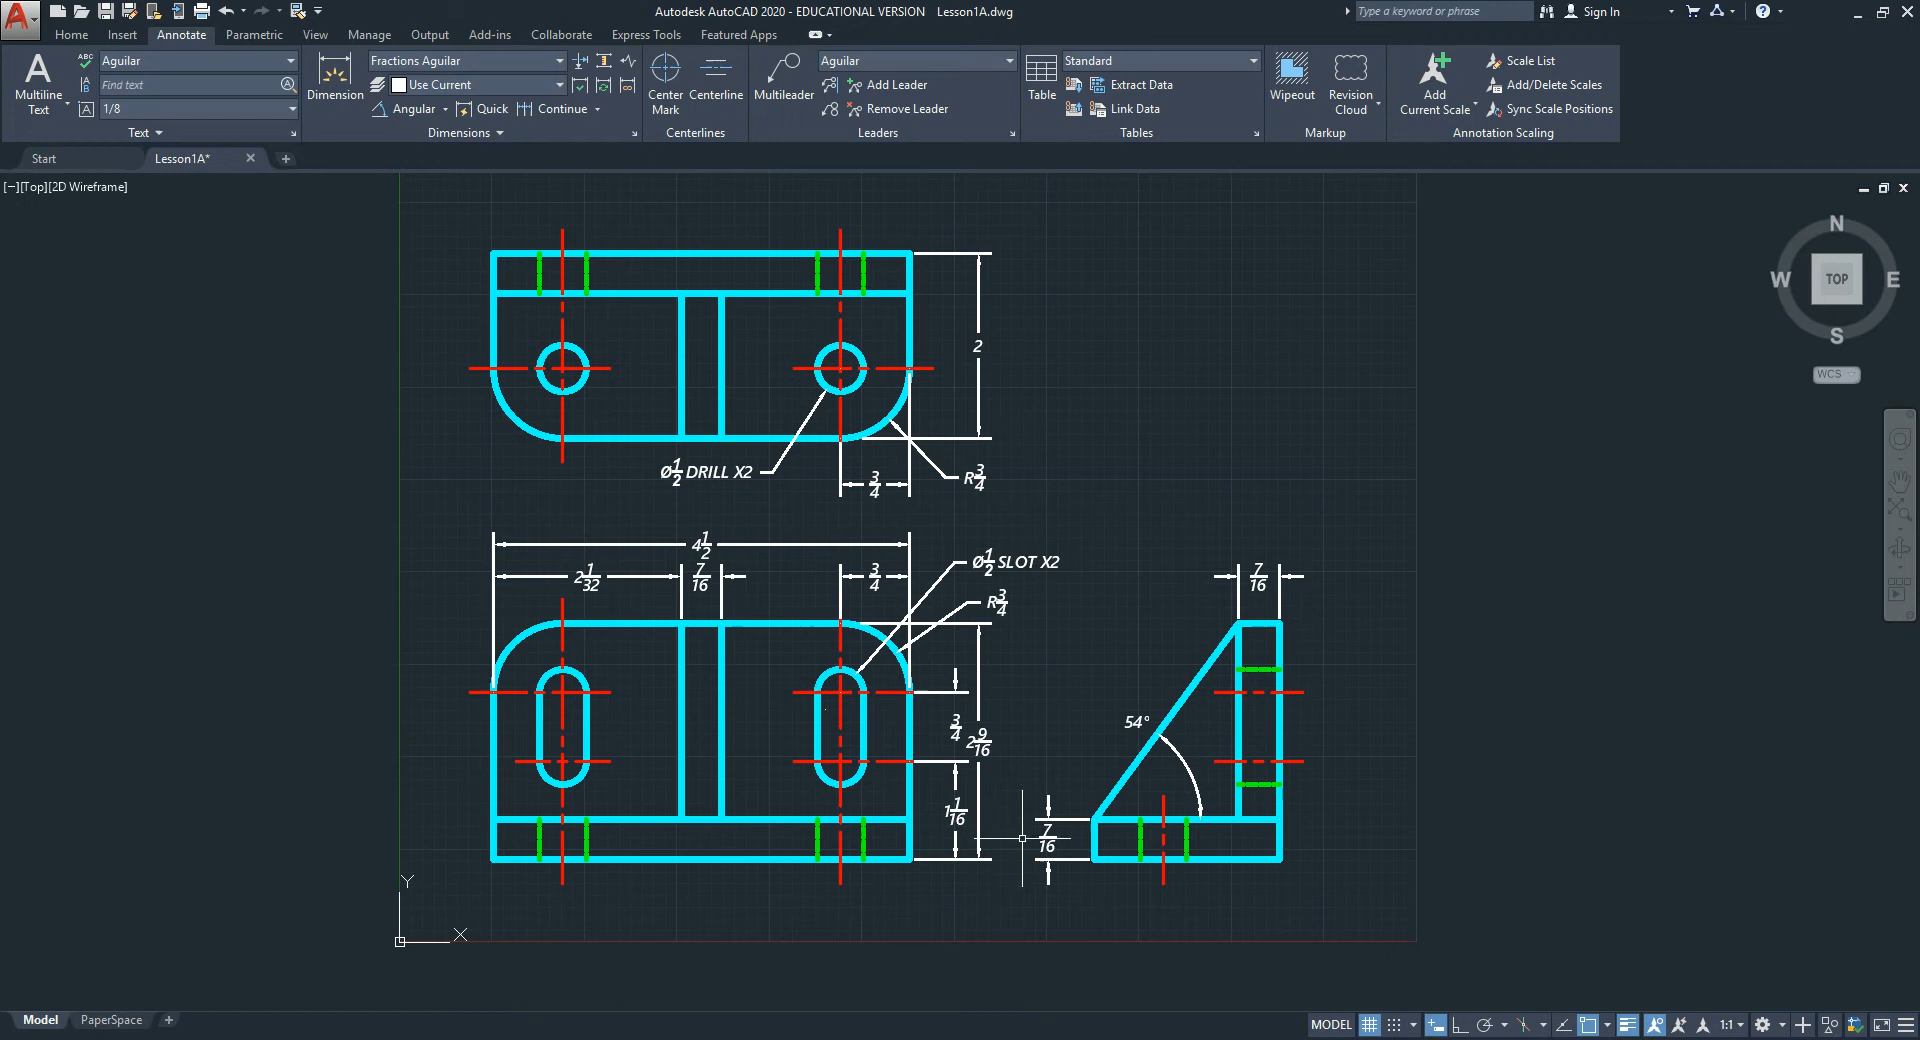 Autodesk AutoCAD 2020 - EDUCATIONAL VERSION Lesson1A.dwg
Type a keyword or phrase
Sign In
Home Insert Annotate Parametric View Manage Output Add-ins Collaborate Express Tools Featured Apps
A
Multiline Text
ABC
Aguilar
Find text
1/8
Text
Dimension
Fractions Aguilar
Use Current
Angular Quick Continue
Dimensions
Center Mark
Centerline
Centerlines
Multileader
Aguilar
Add Leader
Remove Leader
Leaders
Table
Standard
Extract Data
Link Data
Tables
Wipeout
Revision Cloud
Markup
Add Current Scale
Scale List
Add/Delete Scales
Sync Scale Positions
Annotation Scaling
Start Lesson1A*
[−][Top][2D Wireframe]
N
W TOP E
S
WCS
2
Ø1/2 DRILL X2
3/4
R3/4
4 1/2
Ø1/2 SLOT X2
2 1/32
7/16
3/4
7/16
R3/4
54°
3/4
2 9/16
1 1/16
7/16
Y
X
Model PaperSpace
MODEL
1:1